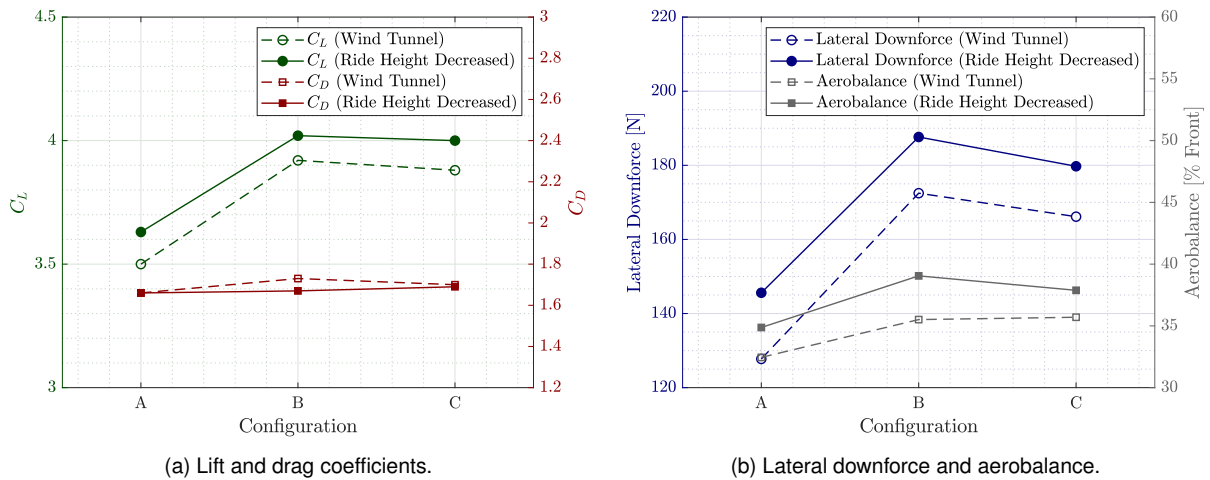 4.5
4
3.5
3
C_L
3
2.8
2.6
2.4
2.2
2
1.8
1.6
1.4
1.2
C_D
C_L (Wind Tunnel)
C_L (Ride Height Decreased)
C_D (Wind Tunnel)
C_D (Ride Height Decreased)
A B C
Configuration
(a) Lift and drag coefficients.
220
200
180
160
140
120
Lateral Downforce [N]
60
55
50
45
40
35
30
Aerobalance [% Front]
Lateral Downforce (Wind Tunnel)
Lateral Downforce (Ride Height Decreased)
Aerobalance (Wind Tunnel)
Aerobalance (Ride Height Decreased)
A B C
Configuration
(b) Lateral downforce and aerobalance.